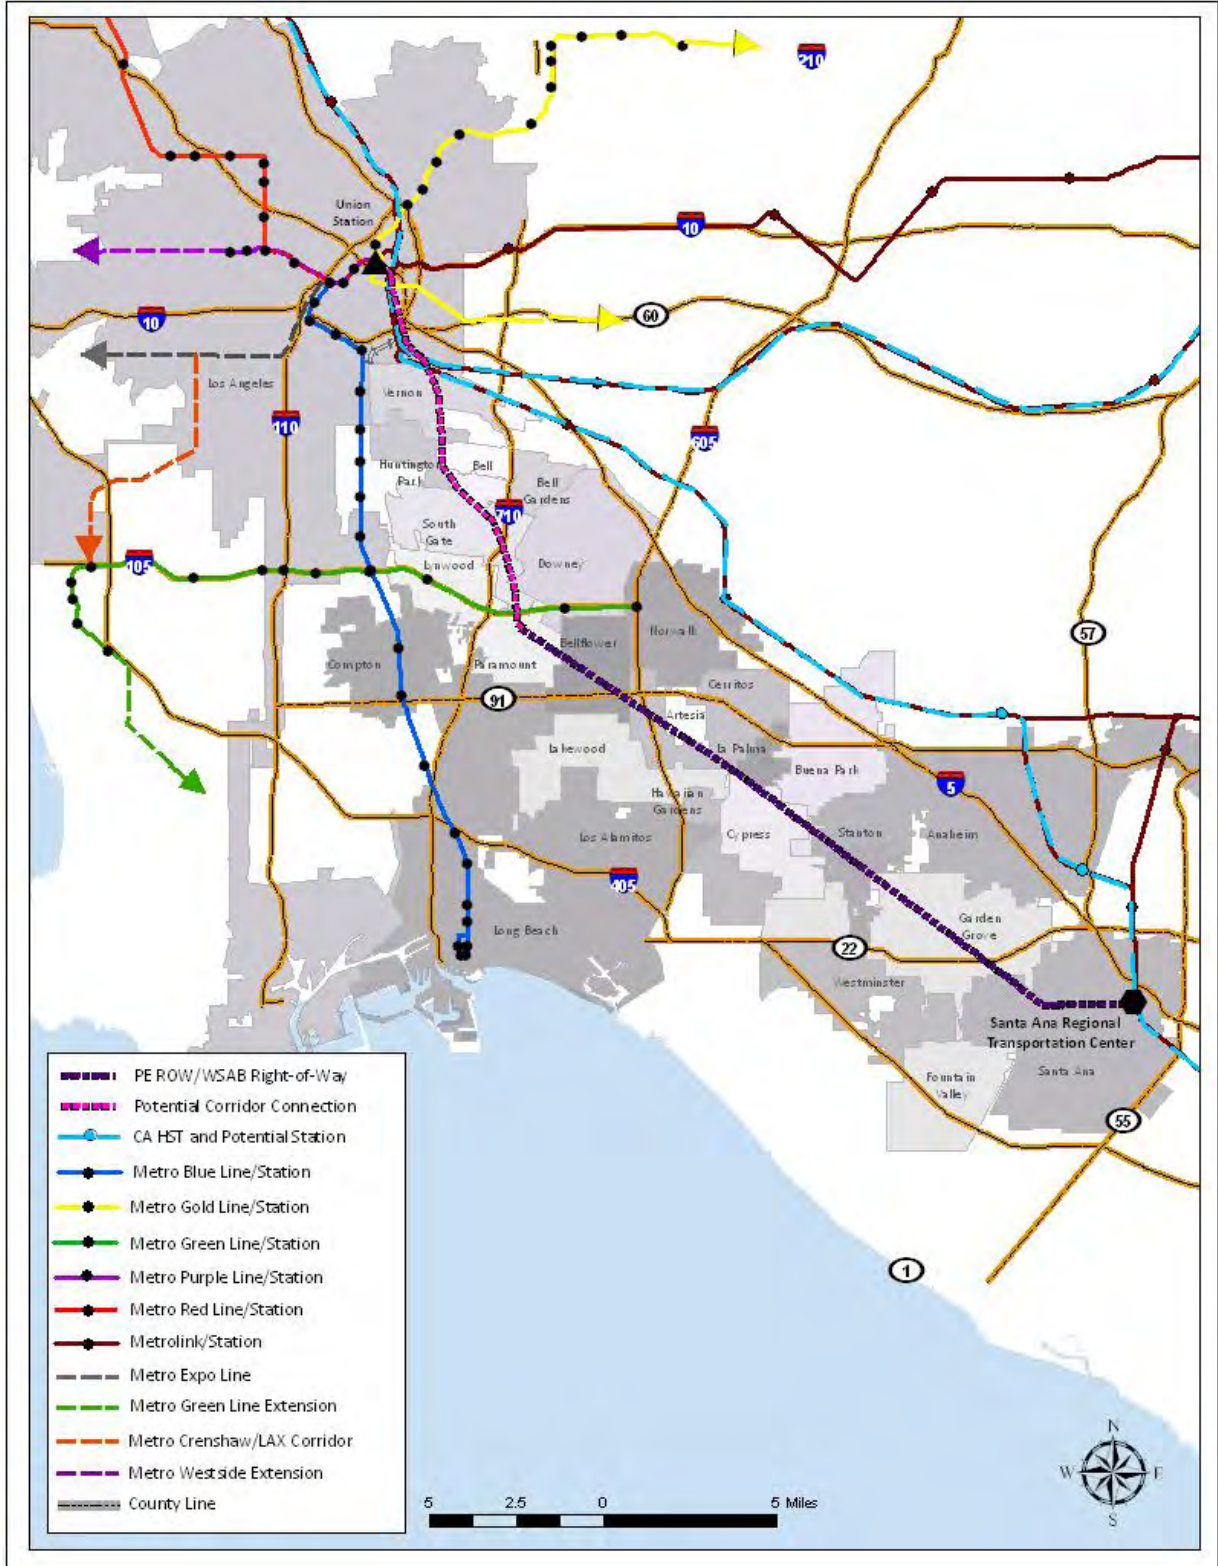 210
Union
Station
10
60
10
Los Angeles
Vernon
110
605
Huntington
Park
Bell
Bell
Gardens
710
South
Gate
Lynwood
Downey
105
Norwalk
Bellflower
57
Compton
Paramount
Cerritos
91
Artesia
Lakewood
La Palma
Buena Park
5
Hawaiian
Gardens
Los Alamitos
Cypress
Stanton
Anaheim
405
Long Beach
Garden
Grove
22
Westminster
Santa Ana Regional
Transportation Center
Santa Ana
Fountain
Valley
55
1
PE ROW/WSAB Right-of-Way
Potential Corridor Connection
CA HST and Potential Station
Metro Blue Line/Station
Metro Gold Line/Station
Metro Green Line/Station
Metro Purple Line/Station
Metro Red Line/Station
Metrolink/Station
Metro Expo Line
Metro Green Line Extension
Metro Crenshaw/LAX Corridor
Metro Westside Extension
County Line
5 2.5 0 5 Miles
N
W E
S